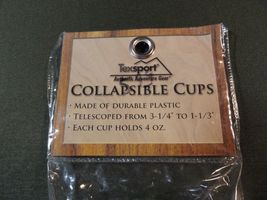 Texsport
Authentic Adventure Gear
COLLAPSIBLE CUPS
• MADE OF DURABLE PLASTIC
• TELESCOPED FROM 3-1/4" TO 1-1/3"
• EACH CUP HOLDS 4 OZ.